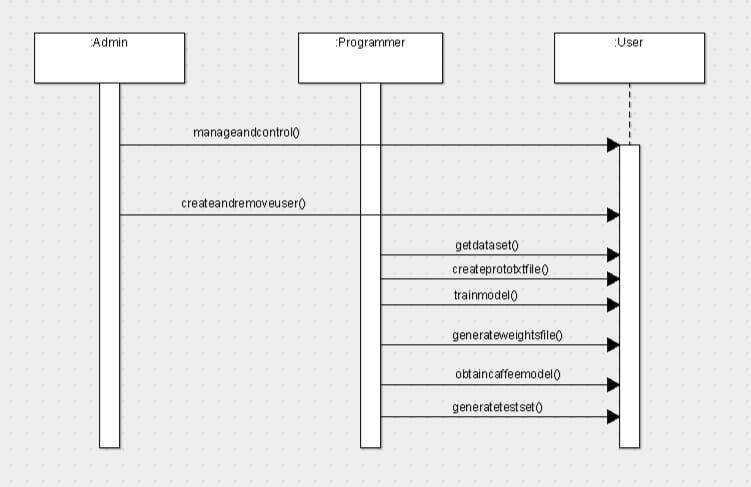 :Admin
:Programmer
:User
manageandcontrol()
createandremoveuser()
getdataset()
createprototxtfile()
trainmodel()
generateweightsfile()
obtaincaffeemodel()
generatetestset()